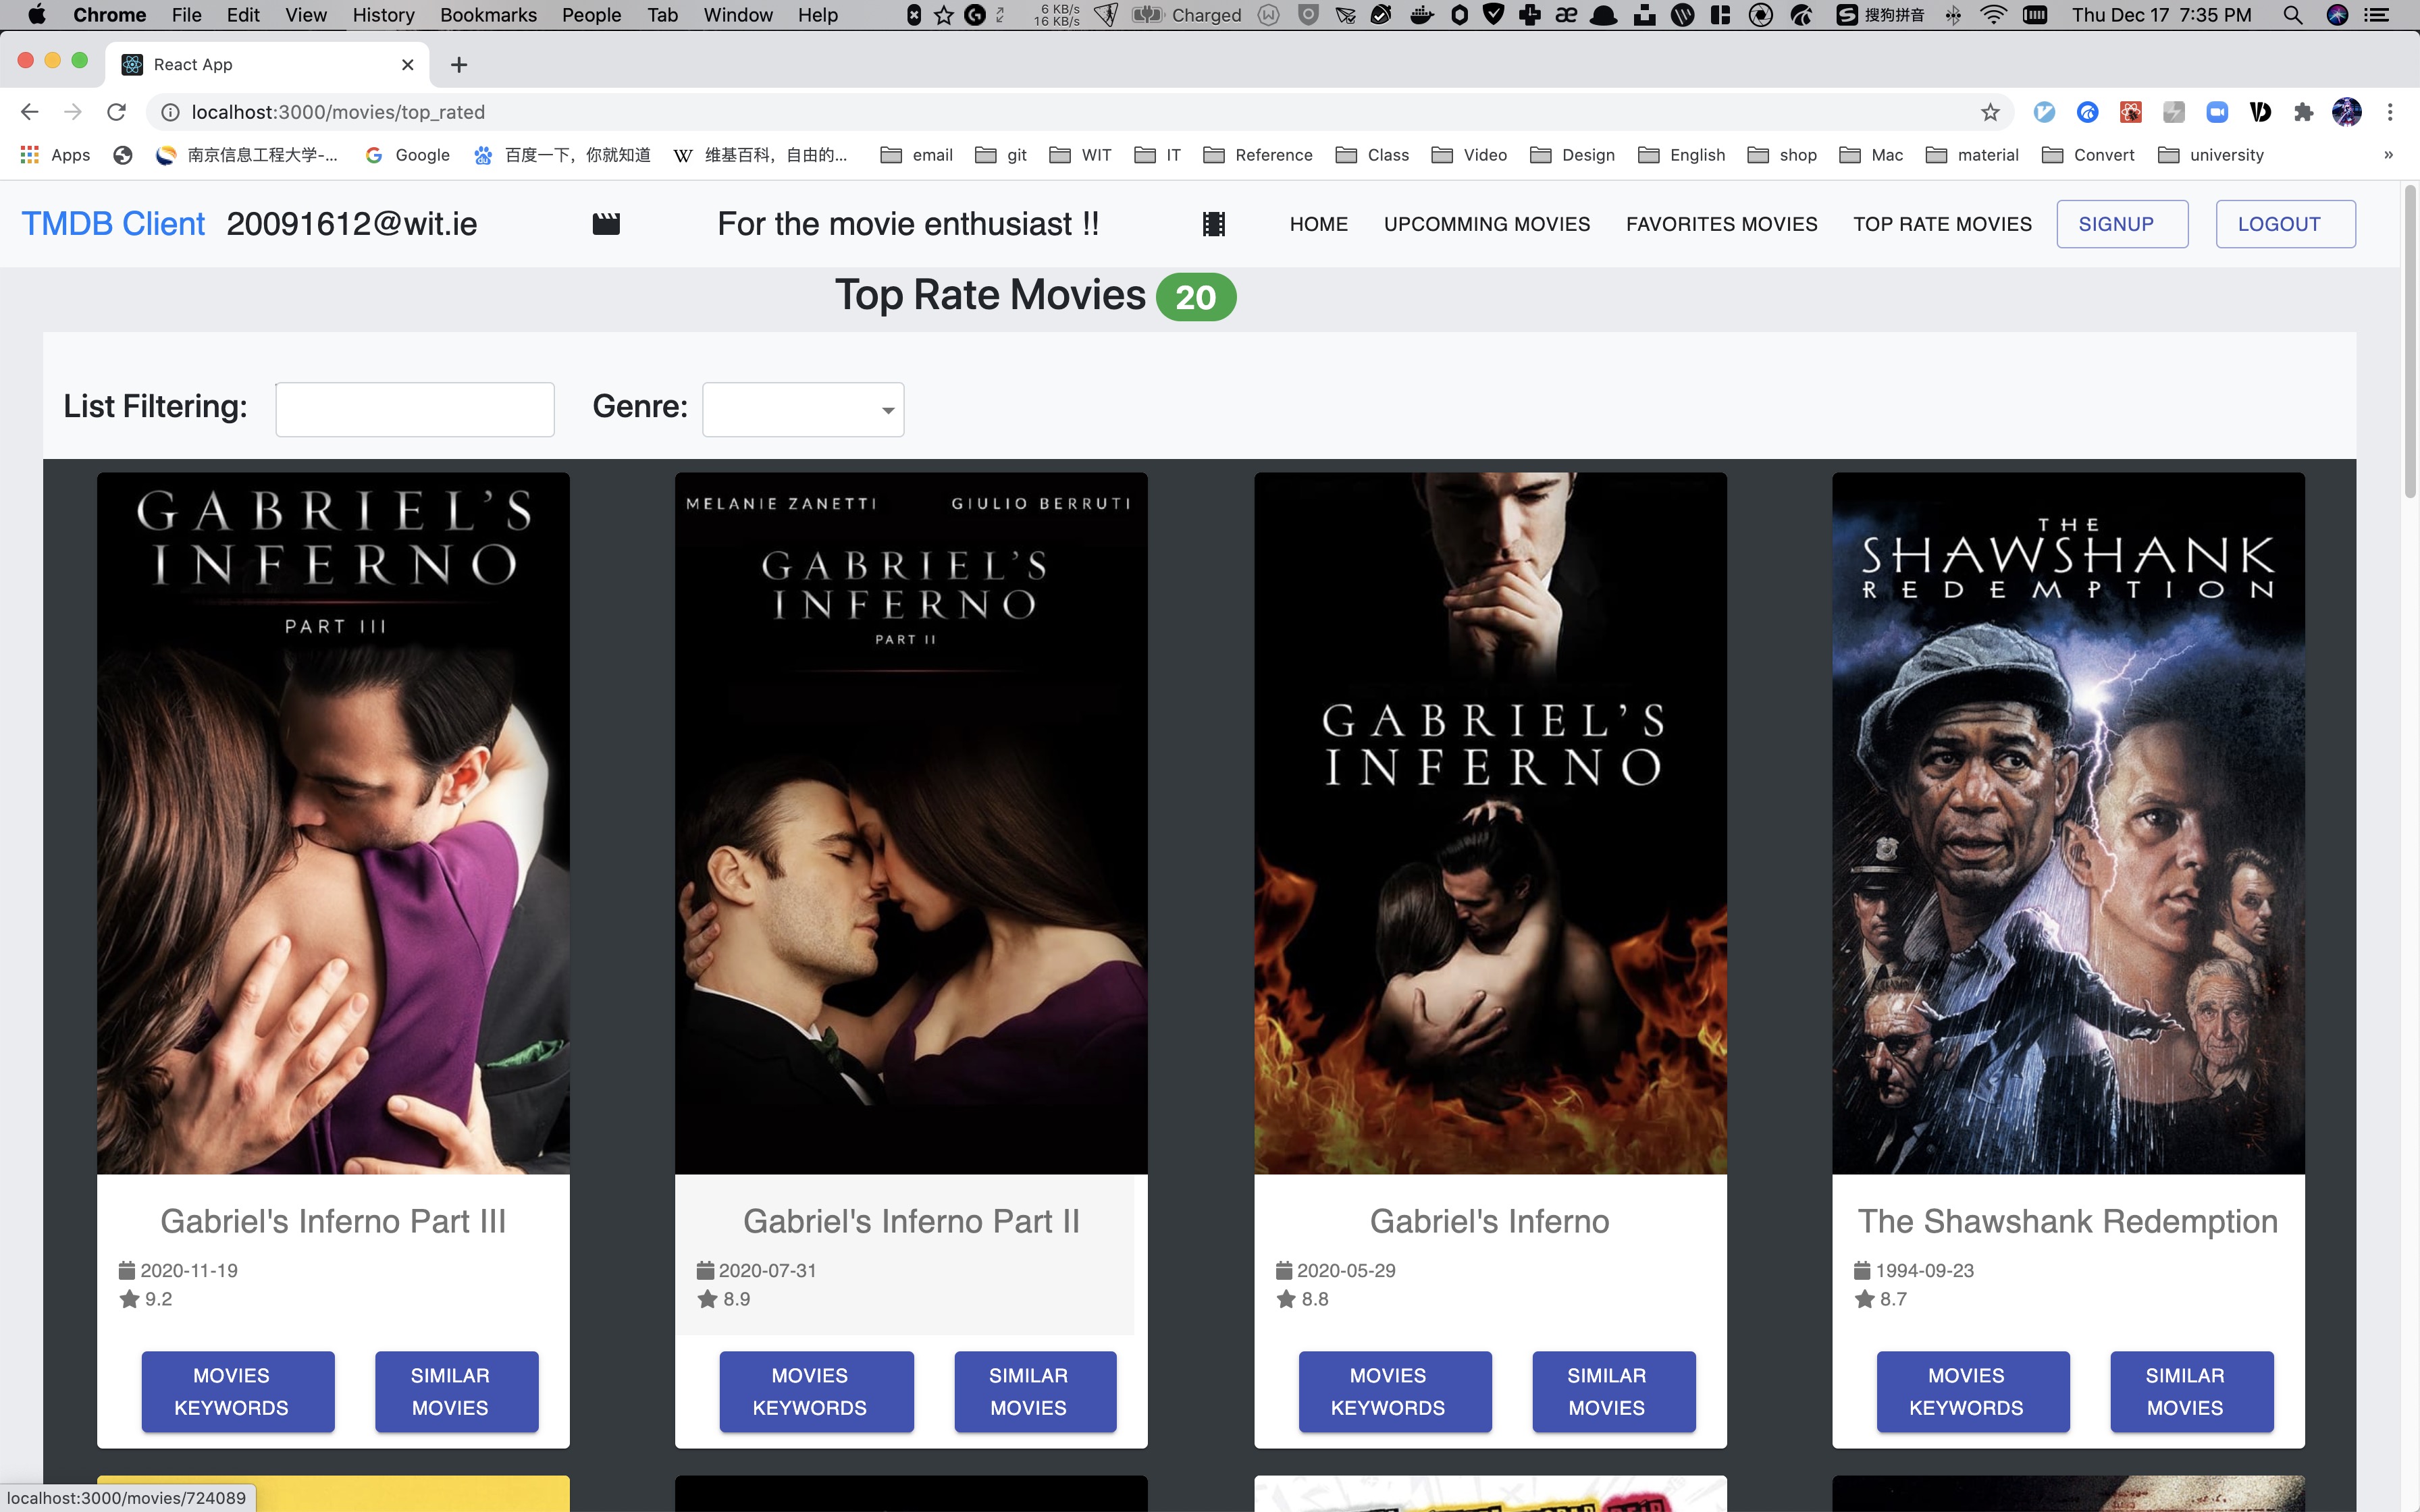 Chrome File Edit View History Bookmarks People Tab Window Help 6 KB/s 16 KB/s Charged 搜狗拼音 Thu Dec 17 7:35 PM
React App
localhost:3000/movies/top_rated
Apps 南京信息工程大学-... Google 百度一下，你就知道 维基百科，自由的... email git WIT IT Reference Class Video Design English shop Mac material Convert university »
TMDB Client 20091612@wit.ie For the movie enthusiast !! HOME UPCOMMING MOVIES FAVORITES MOVIES TOP RATE MOVIES SIGNUP LOGOUT
Top Rate Movies 20
List Filtering: Genre:
GABRIEL'S
INFERNO
PART III
MELANIE ZANETTI GIULIO BERRUTI
GABRIEL'S
INFERNO
PART II
GABRIEL'S
INFERNO
THE
SHAWSHANK
REDEMPTION
Gabriel's Inferno Part III
2020-11-19
9.2
MOVIES
KEYWORDS
SIMILAR
MOVIES
Gabriel's Inferno Part II
2020-07-31
8.9
MOVIES
KEYWORDS
SIMILAR
MOVIES
Gabriel's Inferno
2020-05-29
8.8
MOVIES
KEYWORDS
SIMILAR
MOVIES
The Shawshank Redemption
1994-09-23
8.7
MOVIES
KEYWORDS
SIMILAR
MOVIES
localhost:3000/movies/724089